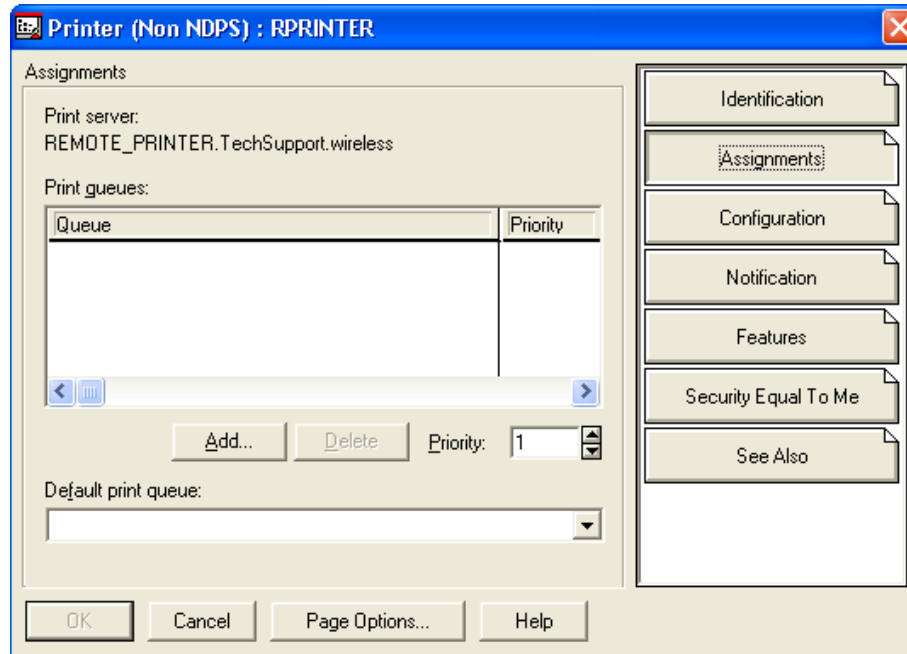 Printer (Non NDPS) : RPRINTER
Assignments
Print server:
REMOTE_PRINTER.TechSupport.wireless
Print queues:
Queue Priority
Add... Delete Priority: 1
Default print queue:
OK Cancel Page Options... Help
Identification
Assignments
Configuration
Notification
Features
Security Equal To Me
See Also